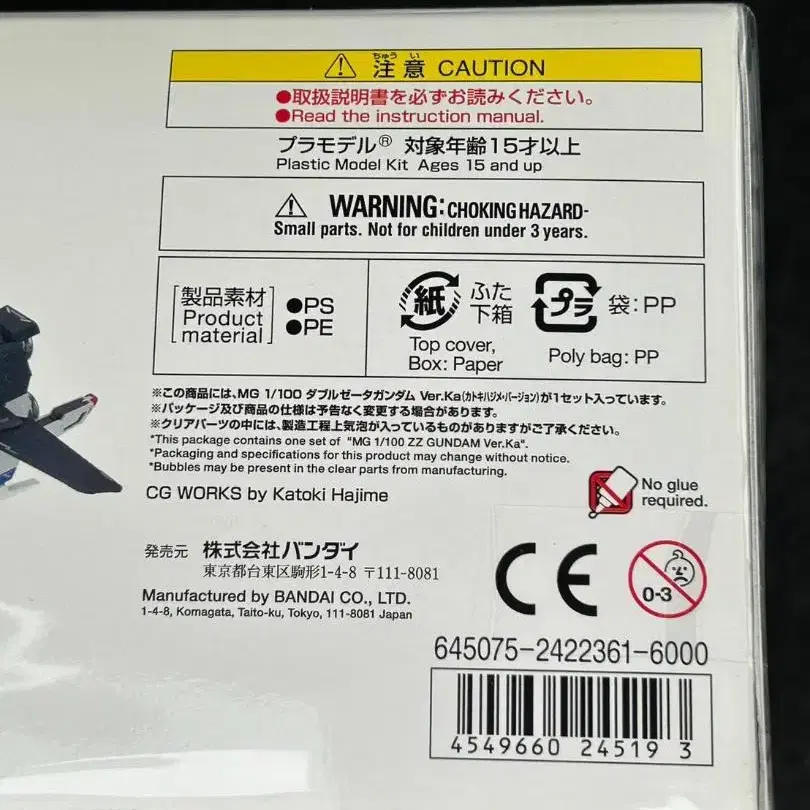 ちゅう い
注意 CAUTION
●取扱説明書を必ずお読みください。
●Read the instruction manual.
プラモデル® 対象年齢15才以上
Plastic Model Kit Ages 15 and up
WARNING: CHOKING HAZARD-
Small parts. Not for children under 3 years.
製品素材
Product
material
●PS
●PE
紙
ふた
下箱
Top cover,
Box: Paper
プラ
袋:PP
Poly bag: PP
※この商品には、MG 1/100 ダブルゼータガンダム Ver.Ka(カトキハジメ・バージョン)が1セット入っています。
※パッケージ及び商品の仕様は予告なく変更する場合があります。
※クリアパーツの中には、製造工程上気泡が入っているものがありますがご了承ください。
*This package contains one set of "MG 1/100 ZZ GUNDAM Ver.Ka".
*Packaging and specifications for this product may change without notice.
*Bubbles may be present in the clear parts from manufacturing.
CG WORKS by Katoki Hajime
No glue
required.
発売元 株式会社バンダイ
東京都台東区駒形1-4-8 〒111-8081
Manufactured by BANDAI CO., LTD.
1-4-8, Komagata, Taito-ku, Tokyo, 111-8081 Japan
CE
0-3
645075-2422361-6000
4549660 24519 3